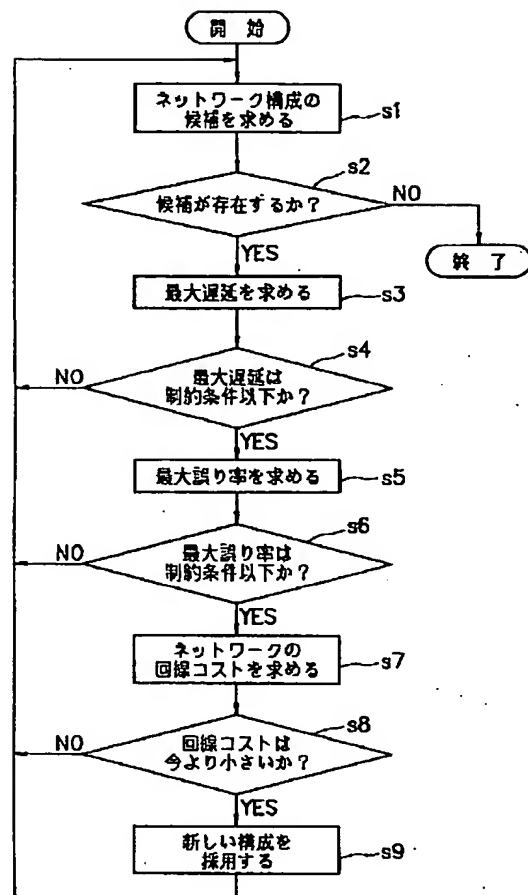 開 始
ネットワーク構成の
候補を求める
s1
s2
候補が存在するか?
NO
YES
終 了
最大遅延を求める
s3
s4
最大遅延は
制約条件以下か?
NO
YES
最大誤り率を求める
s5
s6
最大誤り率は
制約条件以下か?
NO
YES
ネットワークの
回線コストを求める
s7
s8
回線コストは
今より小さいか?
NO
YES
新しい構成を
採用する
s9